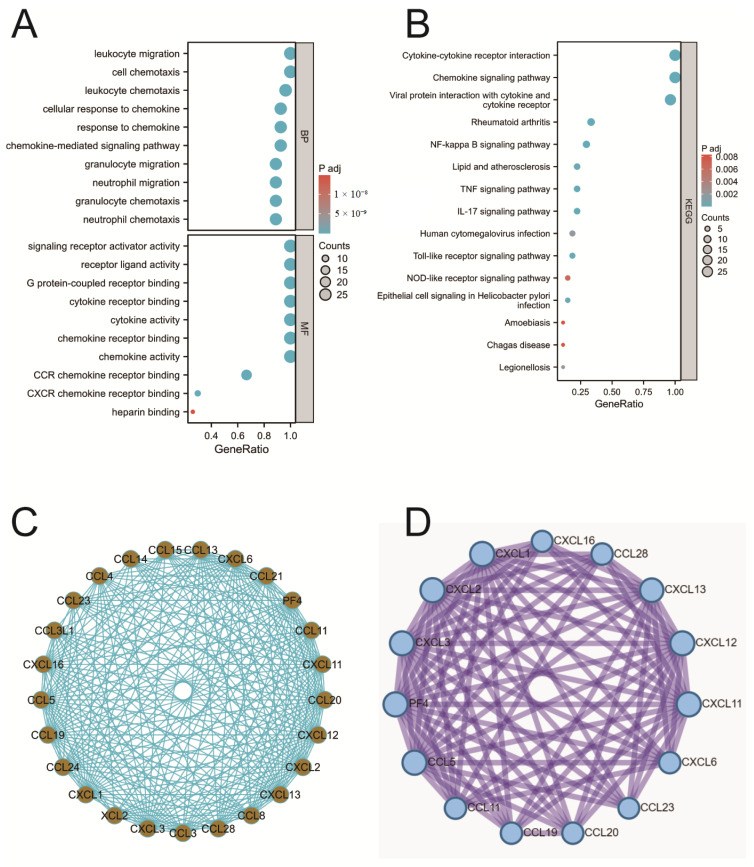 A
leukocyte migration
cell chemotaxis
leukocyte chemotaxis
cellular response to chemokine
response to chemokine
chemokine-mediated signaling pathway
granulocyte migration
neutrophil migration
granulocyte chemotaxis
neutrophil chemotaxis
BP
signaling receptor activator activity
receptor ligand activity
G protein-coupled receptor binding
cytokine receptor binding
cytokine activity
chemokine receptor binding
chemokine activity
CCR chemokine receptor binding
CXCR chemokine receptor binding
heparin binding
MF
0.4 0.6 0.8 1.0
GeneRatio
P adj
1 × 10⁻⁸
5 × 10⁻⁹
Counts
10
15
20
25
B
Cytokine-cytokine receptor interaction
Chemokine signaling pathway
Viral protein interaction with cytokine and
cytokine receptor
Rheumatoid arthritis
NF-kappa B signaling pathway
Lipid and atherosclerosis
TNF signaling pathway
IL-17 signaling pathway
Human cytomegalovirus infection
Toll-like receptor signaling pathway
NOD-like receptor signaling pathway
Epithelial cell signaling in Helicobacter pylori
infection
Amoebiasis
Chagas disease
Legionellosis
KEGG
0.25 0.50 0.75 1.00
GeneRatio
P adj
0.008
0.006
0.004
0.002
Counts
5
10
15
20
25
C
CCL15
CCL13
CXCL6
CCL21
PF4
CCL11
CXCL11
CCL20
CXCL12
CXCL2
CXCL13
CCL8
CCL28
CCL3
CXCL3
XCL2
CXCL1
CCL24
CCL19
CCL5
CXCL16
CCL3L1
CCL23
CCL4
CCL14
D
CXCL16
CCL28
CXCL13
CXCL12
CXCL11
CXCL6
CCL23
CCL20
CCL19
CCL11
CCL5
PF4
CXCL3
CXCL2
CXCL1